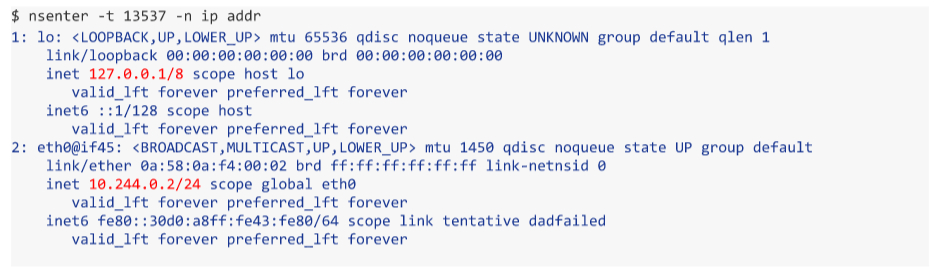 $ nsenter -t 13537 -n ip addr
1: lo: <LOOPBACK,UP,LOWER_UP> mtu 65536 qdisc noqueue state UNKNOWN group default qlen 1
link/loopback 00:00:00:00:00:00 brd 00:00:00:00:00:00
inet 127.0.0.1/8 scope host lo
valid_lft forever preferred_lft forever
inet6 ::1/128 scope host
valid_lft forever preferred_lft forever
2: eth0@if45: <BROADCAST,MULTICAST,UP,LOWER_UP> mtu 1450 qdisc noqueue state UP group default
link/ether 0a:58:0a:f4:00:02 brd ff:ff:ff:ff:ff:ff link-netnsid 0
inet 10.244.0.2/24 scope global eth0
valid_lft forever preferred_lft forever
inet6 fe80::30d0:a8ff:fe43:fe80/64 scope link tentative dadfailed
valid_lft forever preferred_lft forever